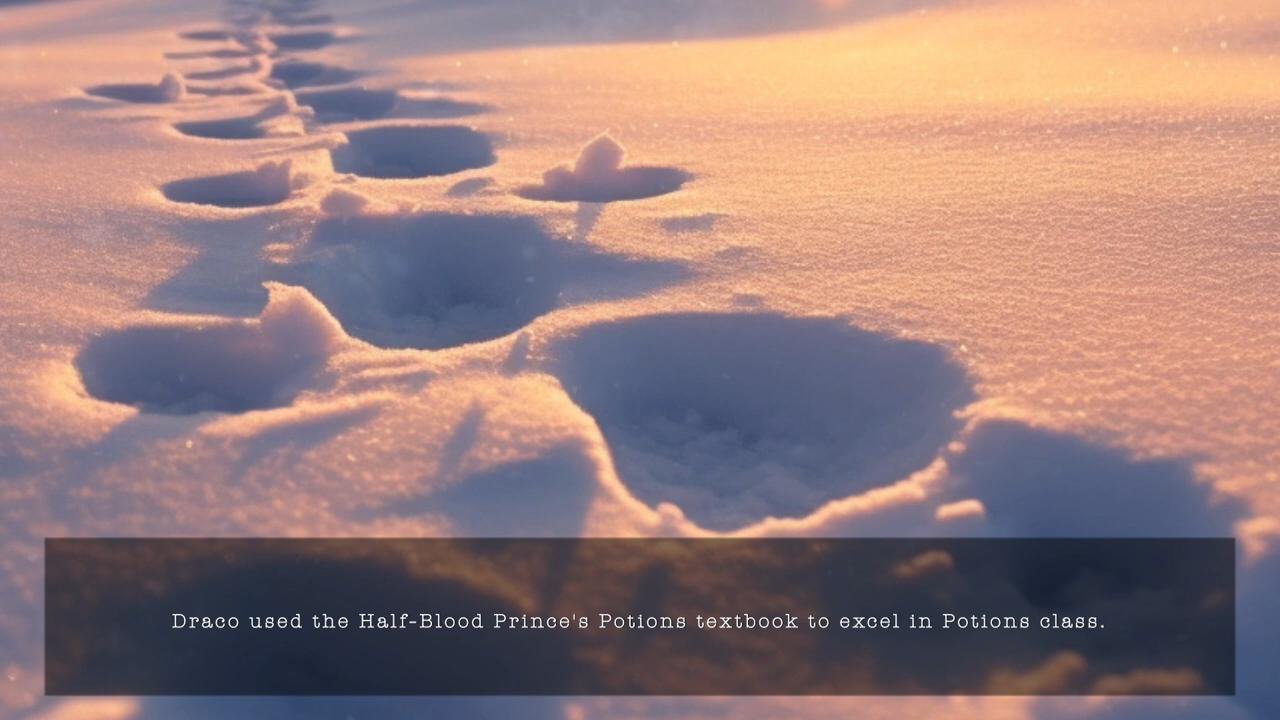 Draco used the Half-Blood Prince's Potions textbook to excel in Potions class.